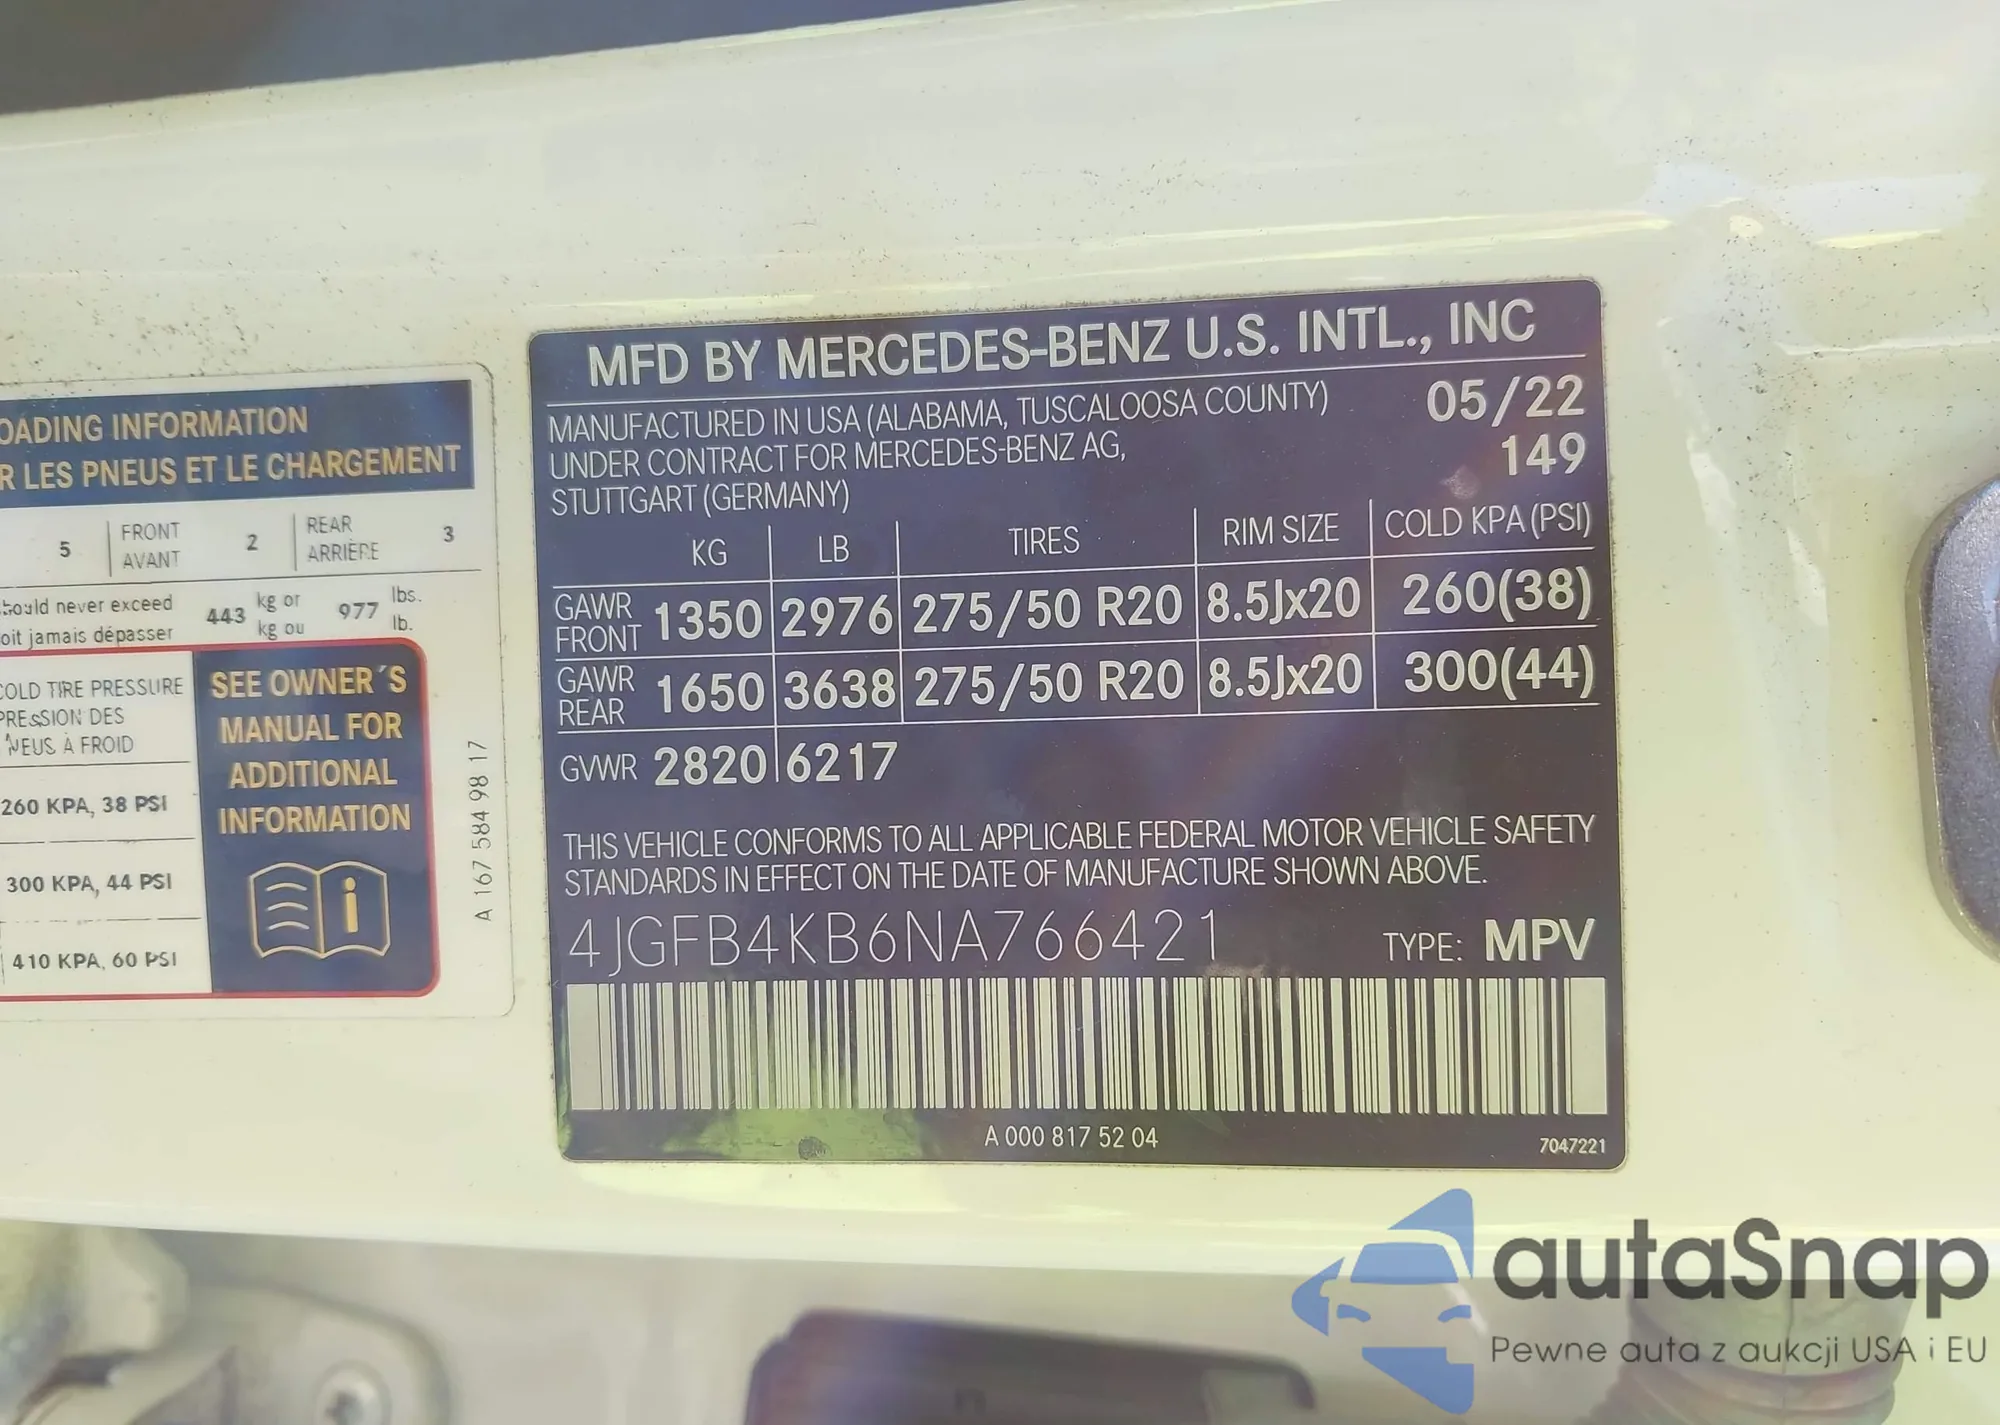 OADING INFORMATION
R LES PNEUS ET LE CHARGEMENT
5 FRONT AVANT 2 REAR ARRIÈRE 3
hould never exceed 443 kg or 977 lbs.
oit jamais dépasser kg ou lb.
COLD TIRE PRESSURE
PRESSION DES
NEUS À FROID
260 KPA, 38 PSI
300 KPA, 44 PSI
410 KPA, 60 PSI
SEE OWNER´S
MANUAL FOR
ADDITIONAL
INFORMATION
i
A 167 584 98 17
MFD BY MERCEDES-BENZ U.S. INTL., INC
MANUFACTURED IN USA (ALABAMA, TUSCALOOSA COUNTY) 05/22
UNDER CONTRACT FOR MERCEDES-BENZ AG, 149
STUTTGART (GERMANY)
KG LB TIRES RIM SIZE COLD KPA (PSI)
GAWR FRONT 1350 2976 275/50 R20 8.5Jx20 260(38)
GAWR REAR 1650 3638 275/50 R20 8.5Jx20 300(44)
GVWR 2820 6217
THIS VEHICLE CONFORMS TO ALL APPLICABLE FEDERAL MOTOR VEHICLE SAFETY
STANDARDS IN EFFECT ON THE DATE OF MANUFACTURE SHOWN ABOVE.
4JGFB4KB6NA766421 TYPE: MPV
A 000 817 52 04
7047221
autaSnap
Pewne auta z aukcji USA i EU